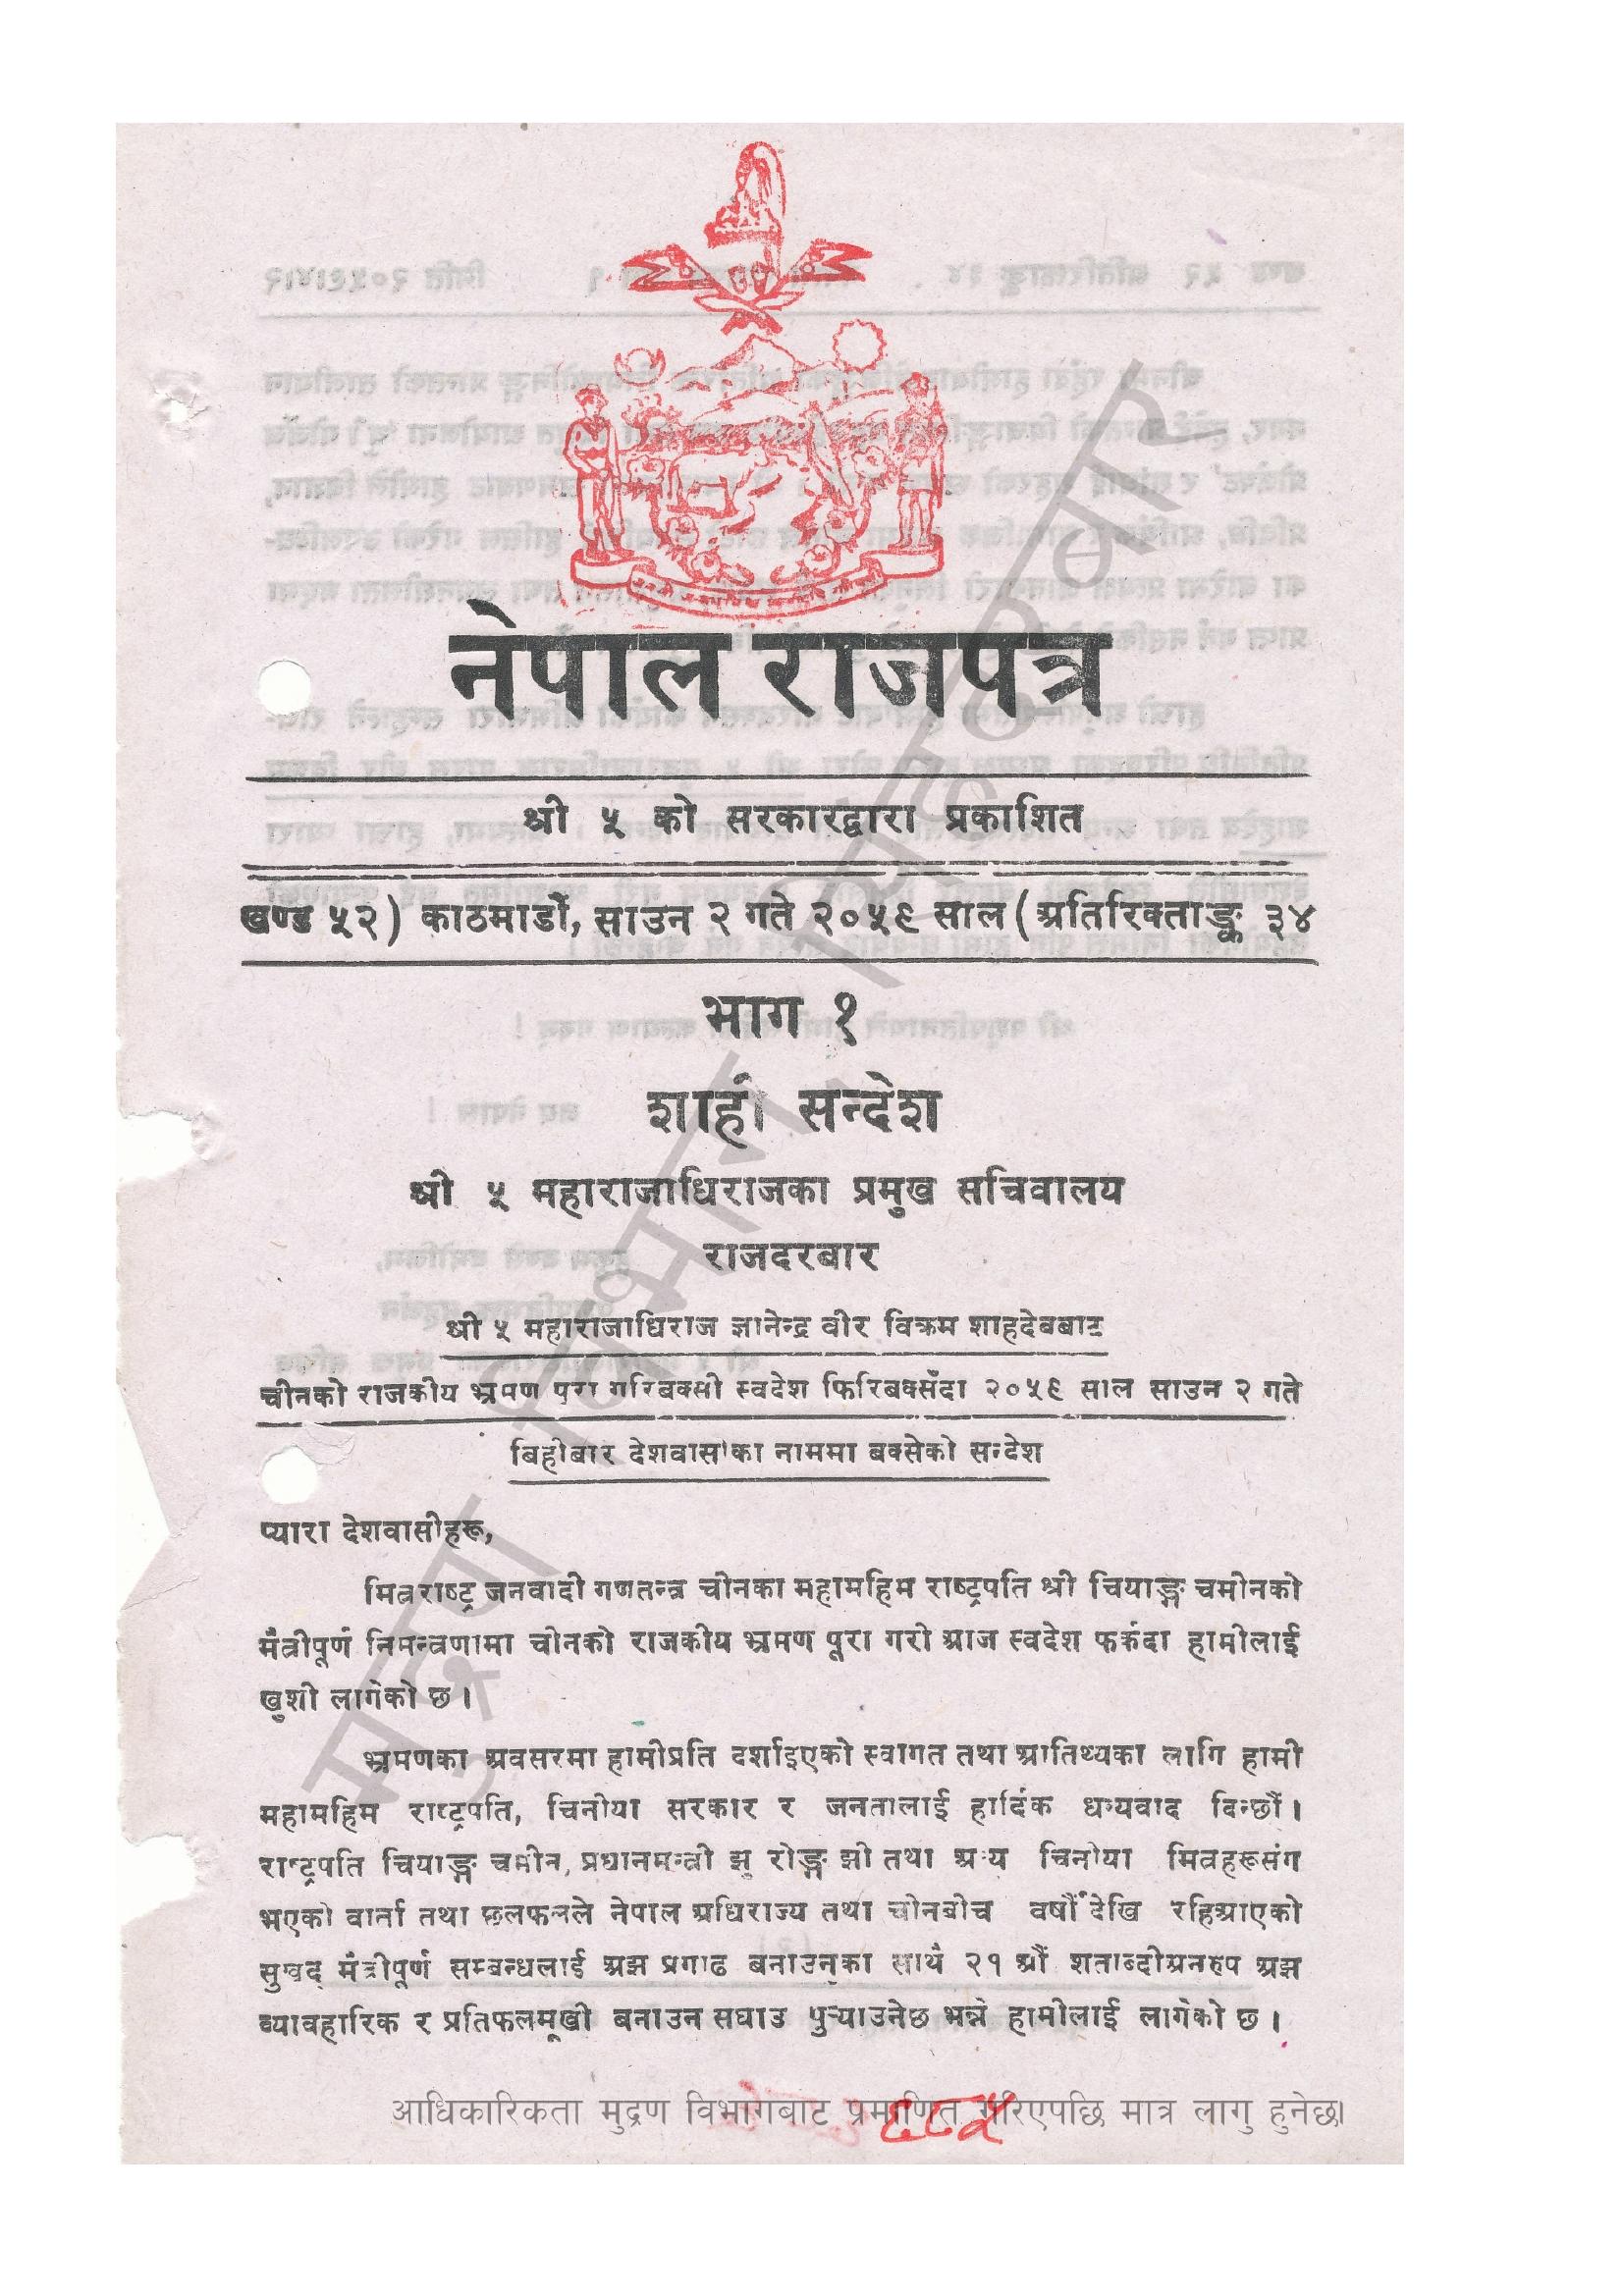 नेपाल राजपत्र
श्री ५ को सरकारद्वारा प्रकाशित
खण्ड ५२) काठमाडौं, साउन २ गते २०५९ साल (अतिरिक्ताङ्क ३४
भाग १
शाही सन्देश
श्री ५ महाराजाधिराजका प्रमुख सचिवालय
राजदरबार
श्री ५ महाराजाधिराज ज्ञानेन्द्र वीर विक्रम शाहदेवबाट
चीनको राजकीय भ्रमण पूरा गरिबक्सी स्वदेश फिरिबक्सँदा २०५९ साल साउन २ गते
बिहीबार देशवासीका नाममा बक्सेको सन्देश
प्यारा देशवासीहरू,
मित्रराष्ट्र जनवादी गणतन्त्र चीनका महामहिम राष्ट्रपति श्री चियाङ्ग चमीनको
मैत्रीपूर्ण निमन्त्रणामा चीनको राजकीय भ्रमण पूरा गरी आज स्वदेश फर्कंदा हामीलाई
खुशी लागेको छ ।
भ्रमणका अवसरमा हामीप्रति दर्शाइएको स्वागत तथा आतिथ्यका लागि हामी
महामहिम राष्ट्रपति, चिनीया सरकार र जनतालाई हार्दिक धन्यवाद दिन्छौं ।
राष्ट्रपति चियाङ्ग चमीन, प्रधानमन्त्री झु रोङ्ग झी तथा अन्य चिनीया मित्रहरूसंग
भएको वार्ता तथा छलफलले नेपाल अधिराज्य तथा चीनबीच वर्षौंदेखि रहिआएको
सुखद मैत्रीपूर्ण सम्बन्धलाई अझ प्रगाढ बनाउनका साथै २१ औं शताब्दीअनुरुप अझ
व्यावहारिक र प्रतिफलमूखी बनाउन सघाउ पुर्‍याउनेछ भन्ने हामीलाई लागेको छ ।
मुद्रण विभाग, सिंहदरबार
आधिकारिकता मुद्रण विभागबाट प्रमाणित गरिएपछि मात्र लागु हुनेछ।
६८५